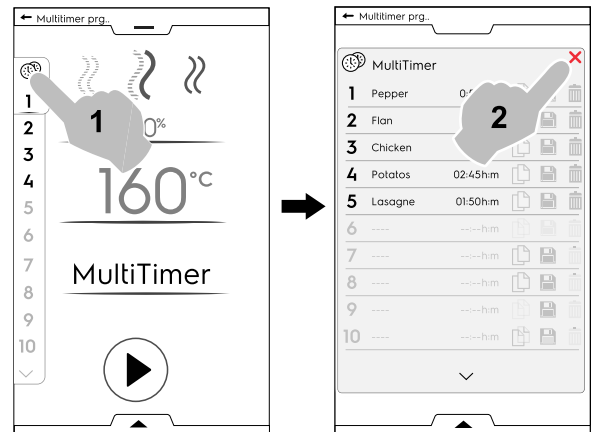 Multitimer prg..
1
2
3
4
5
6
7
8
9
10
1
0%
160°C
MultiTimer
Multitimer prg..
MultiTimer
2
1 Pepper
2 Flan
3 Chicken
4 Potatos 02:45h:m
5 Lasagne 01:50h:m
6 ---- --:--h:m
7 ---- --:--h:m
8 ---- --:--h:m
9 ---- --:--h:m
10 ---- --:--h:m